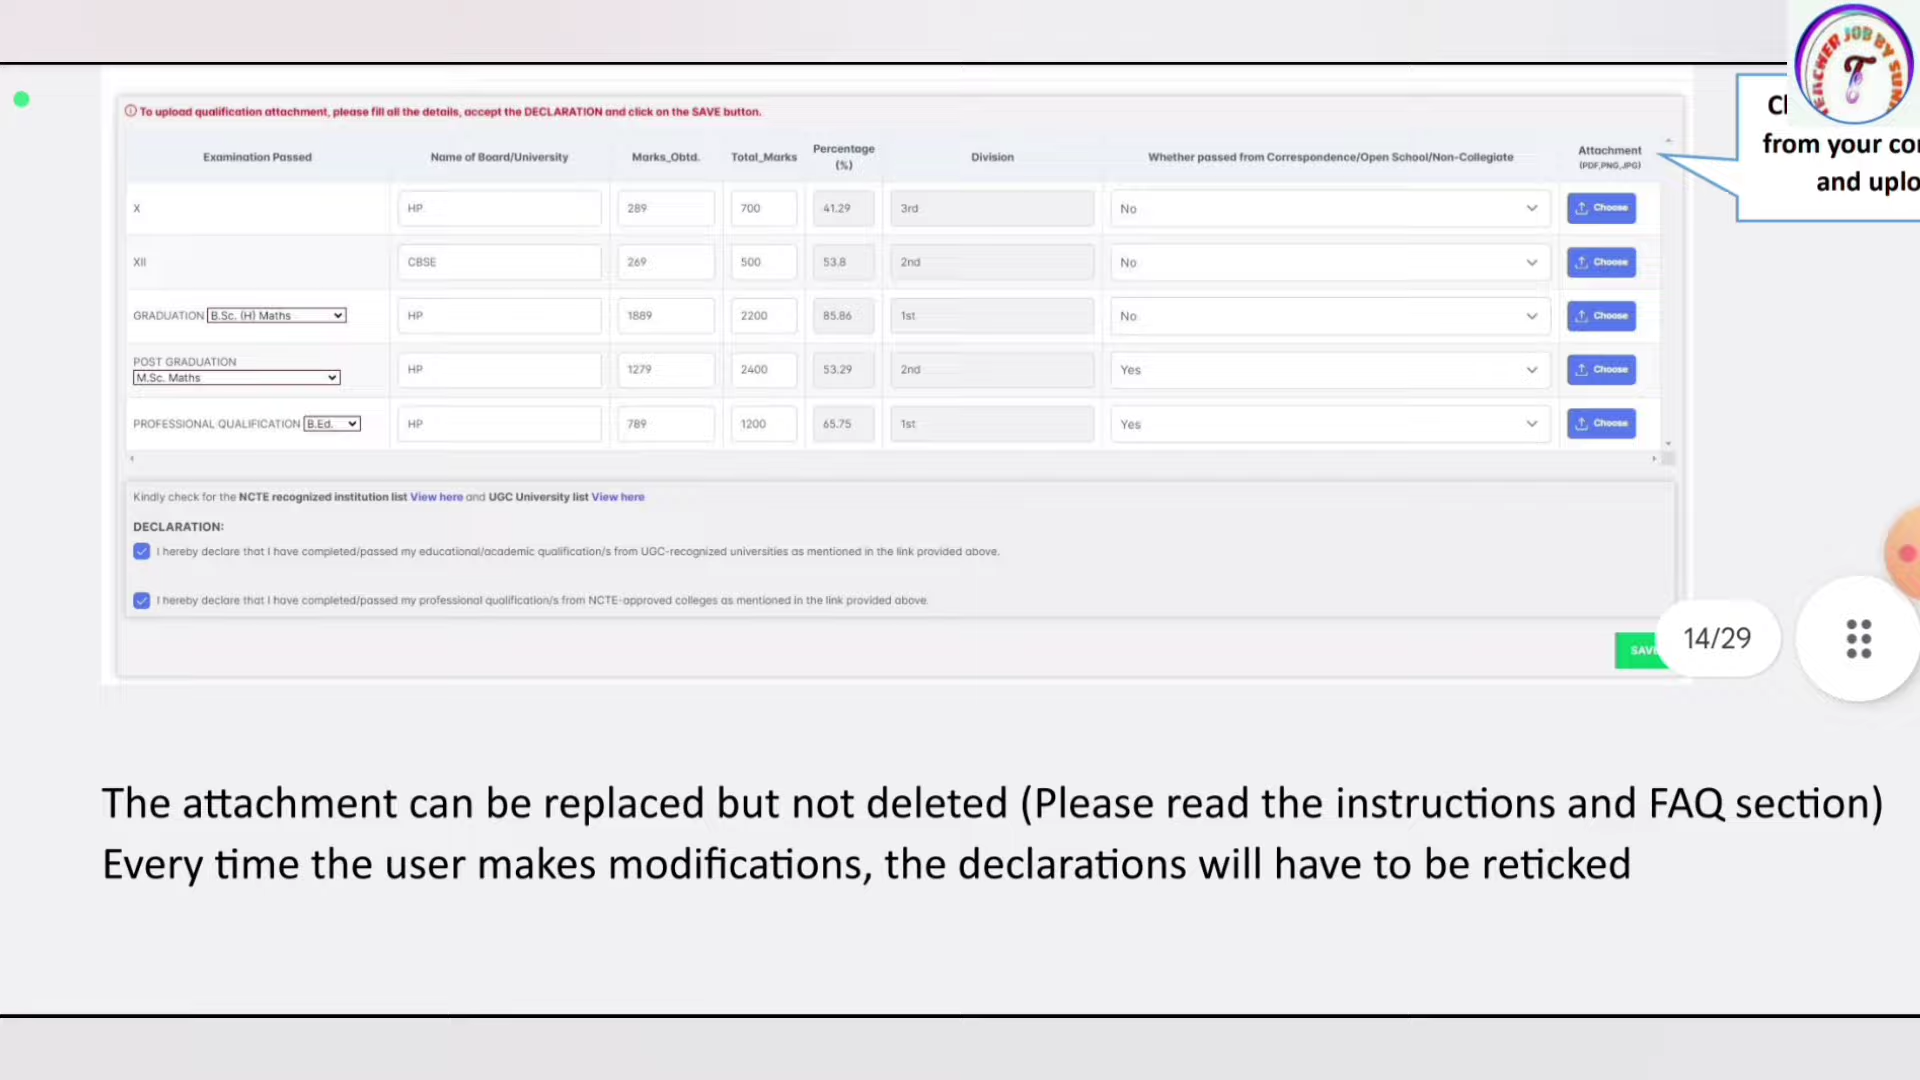 TEACHER JOB BY
To upload qualification attachment, please fill all the details, accept the DECLARATION and click on the SAVE button.
from your
and
Examination Passed Name of Board/University Marks_Obtd. Total_Marks Percentage (%) Division Whether passed from Correspondence/Open School/Non-Collegiate Attachment (PDF,PNG,JPG)
X HP 289 700 41.29 3rd No Choose
XII CBSE 269 500 53.8 2nd No Choose
GRADUATION B.Sc. (H) Maths HP 1889 2200 85.86 1st No Choose
POST GRADUATION
M.Sc. Maths HP 1279 2400 53.29 2nd Yes Choose
PROFESSIONAL QUALIFICATION B.Ed. HP 789 1200 65.75 1st Yes Choose
Kindly check for the NCTE recognized institution list View here and UGC University list View here
DECLARATION:
I hereby declare that I have completed/passed my educational/academic qualification/s from UGC-recognized universities as mentioned in the link provided above.
I hereby declare that I have completed/passed my professional qualification/s from NCTE-approved colleges as mentioned in the link provided above.
SAVE
14/29
The attachment can be replaced but not deleted (Please read the instructions and FAQ section)
Every time the user makes modifications, the declarations will have to be reticked